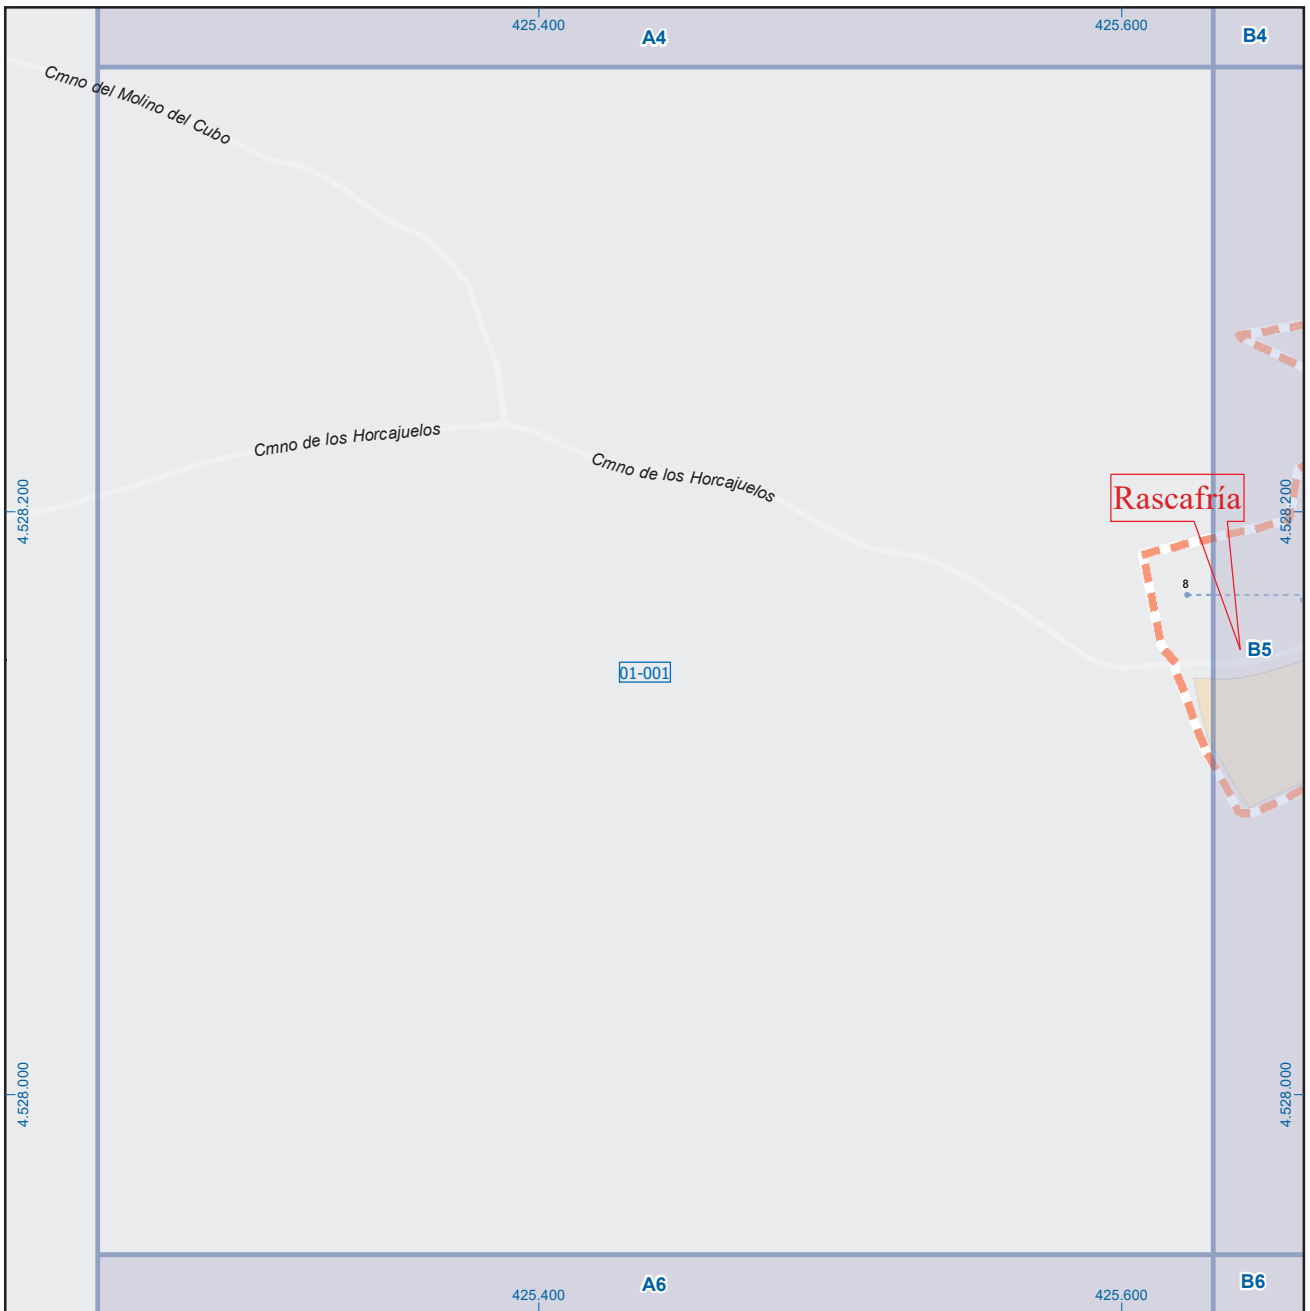 425.400
425.600
A4
B4
Cmno del Molino del Cubo
Cmno de los Horcajuelos
Cmno de los Horcajuelos
4.528.200
Rascafría
4.528.200
8
B5
01-001
4.528.000
4.528.000
A6
B6
425.400
425.600